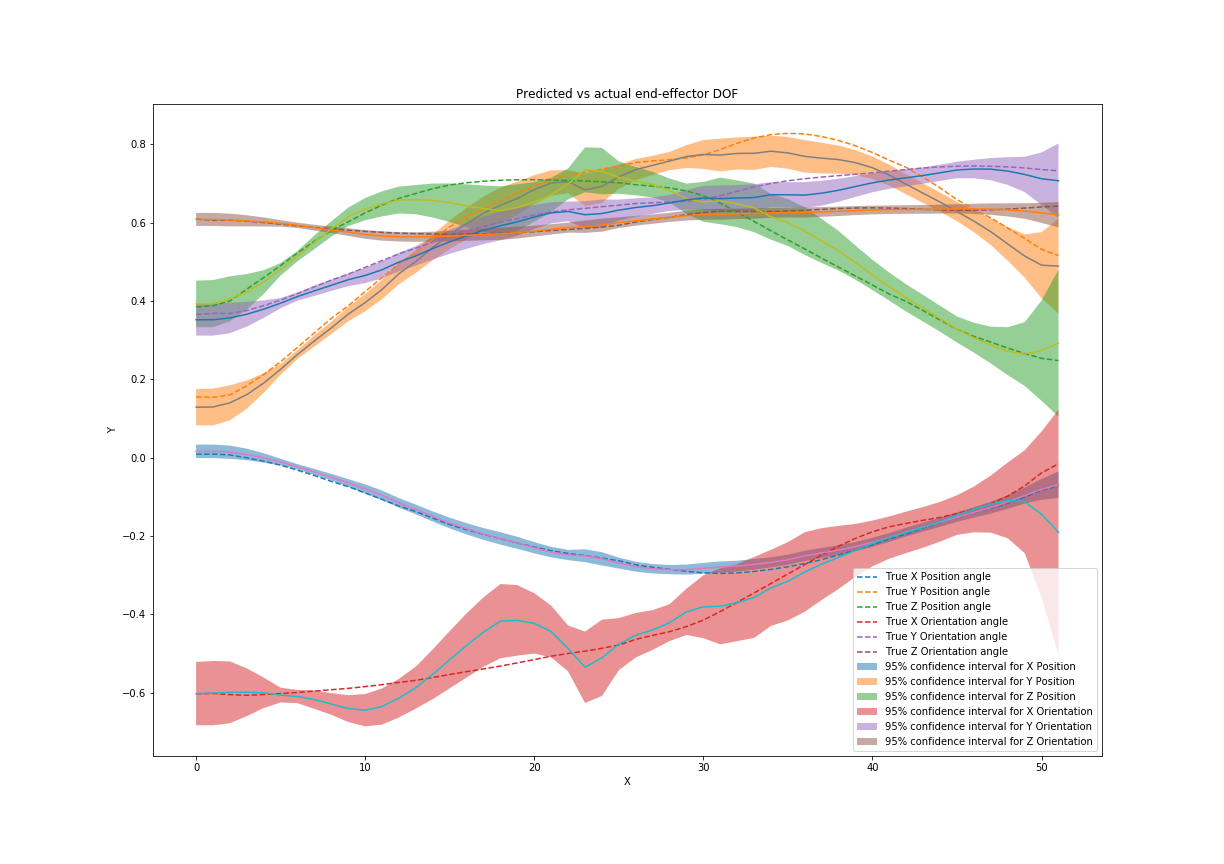 Predicted vs actual end-effector DOF
Y
0.8
0.6
0.4
0.2
0.0
−0.2
−0.4
−0.6
True X Position angle
True Y Position angle
True Z Position angle
True X Orientation angle
True Y Orientation angle
True Z Orientation angle
95% confidence interval for X Position
95% confidence interval for Y Position
95% confidence interval for Z Position
95% confidence interval for X Orientation
95% confidence interval for Y Orientation
95% confidence interval for Z Orientation
0 10 20 30 40 50
X